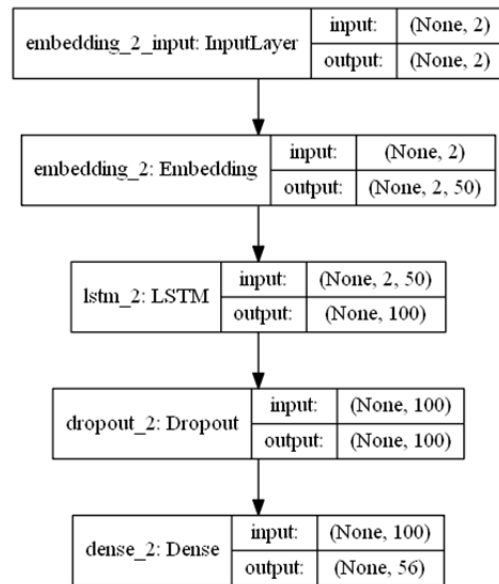 embedding_2_input: InputLayer
input: (None, 2)
output: (None, 2)
embedding_2: Embedding
input: (None, 2)
output: (None, 2, 50)
lstm_2: LSTM
input: (None, 2, 50)
output: (None, 100)
dropout_2: Dropout
input: (None, 100)
output: (None, 100)
dense_2: Dense
input: (None, 100)
output: (None, 56)